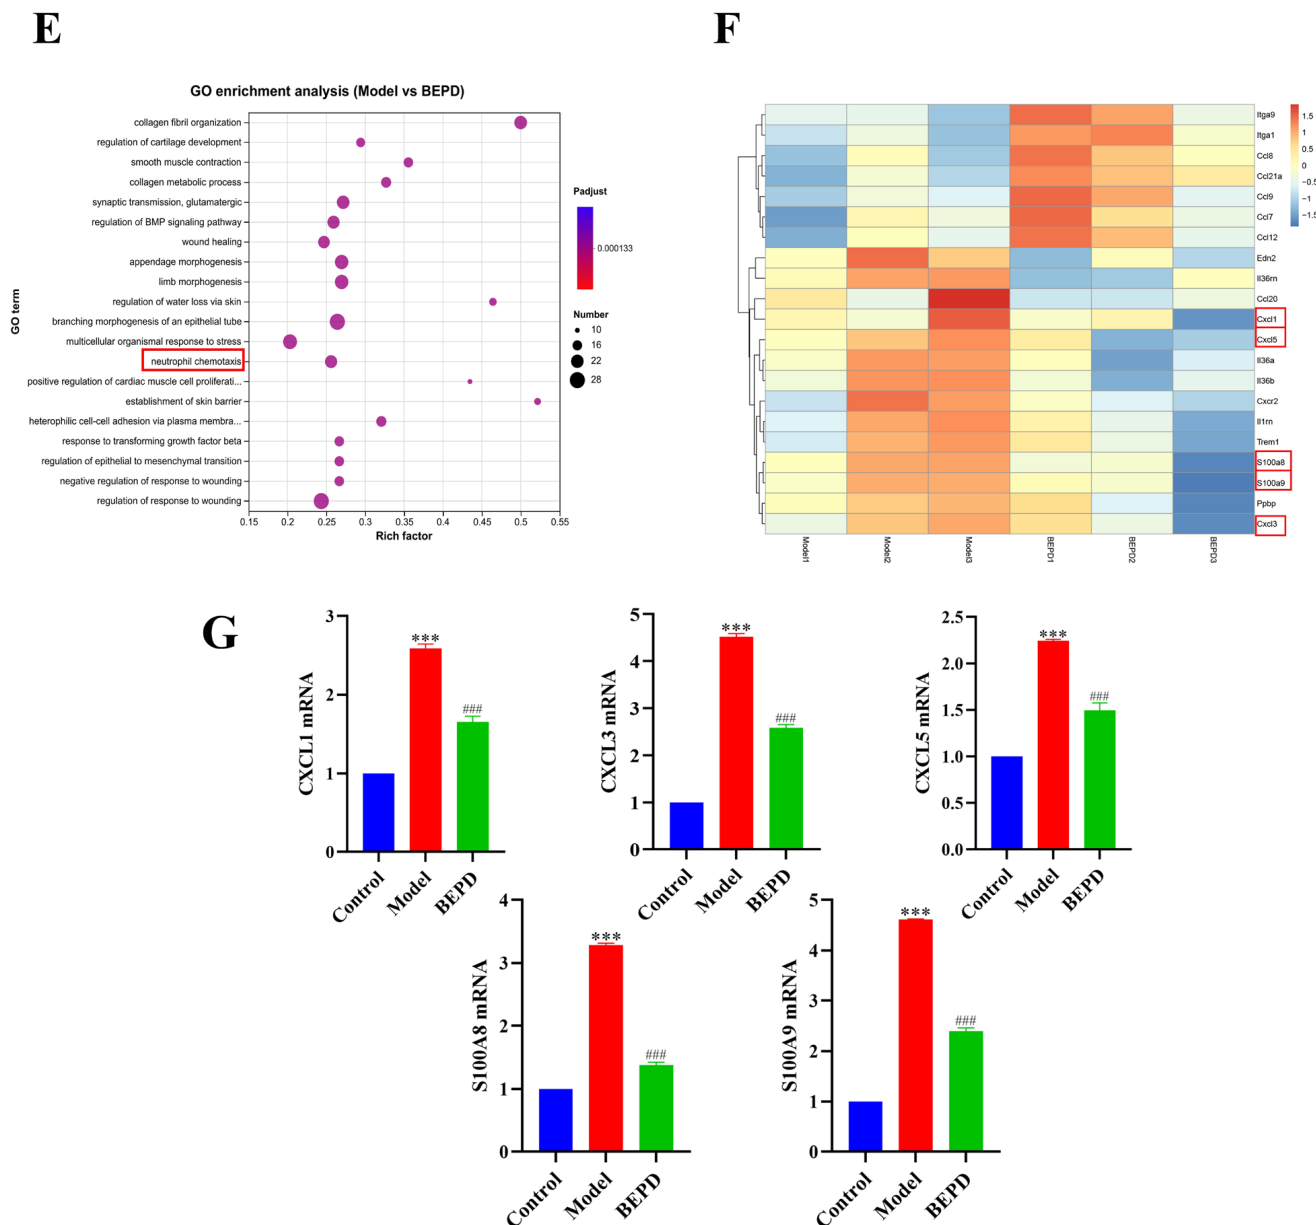 E
GO enrichment analysis (Model vs BEPD)
GO term
collagen fibril organization
regulation of cartilage development
smooth muscle contraction
collagen metabolic process
synaptic transmission, glutamatergic
regulation of BMP signaling pathway
wound healing
appendage morphogenesis
limb morphogenesis
regulation of water loss via skin
branching morphogenesis of an epithelial tube
multicellular organismal response to stress
neutrophil chemotaxis
positive regulation of cardiac muscle cell proliferati...
establishment of skin barrier
heterophilic cell-cell adhesion via plasma membra...
response to transforming growth factor beta
regulation of epithelial to mesenchymal transition
negative regulation of response to wounding
regulation of response to wounding
0.15 0.2 0.25 0.3 0.35 0.4 0.45 0.5 0.55
Rich factor
Padjust
0.000133
Number
10
16
22
28
F
Itga9
Itga1
Ccl8
Ccl21a
Ccl9
Ccl7
Ccl12
Edn2
Il36rn
Ccl20
Cxcl1
Cxcl5
Il36a
Il36b
Cxcr2
Il1rn
Trem1
S100a8
S100a9
Ppbp
Cxcl3
Model1 Model2 Model3 BEPD1 BEPD2 BEPD3
1.5
1
0.5
0
−0.5
−1
−1.5
G
CXCL1 mRNA
3
2
1
0
***
###
Control Model BEPD
CXCL3 mRNA
5
4
3
2
1
0
***
###
Control Model BEPD
CXCL5 mRNA
2.5
2.0
1.5
1.0
0.5
0.0
***
###
Control Model BEPD
S100A8 mRNA
4
3
2
1
0
***
###
Control Model BEPD
S100A9 mRNA
5
4
3
2
1
0
***
###
Control Model BEPD